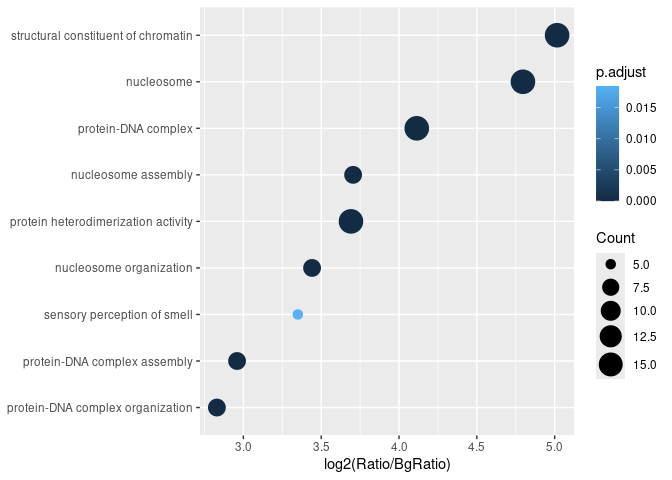 structural constituent of chromatin
nucleosome
protein-DNA complex
nucleosome assembly
protein heterodimerization activity
nucleosome organization
sensory perception of smell
protein-DNA complex assembly
protein-DNA complex organization
3.0 3.5 4.0 4.5 5.0
log2(Ratio/BgRatio)
p.adjust
0.015
0.010
0.005
0.000
Count
5.0
7.5
10.0
12.5
15.0